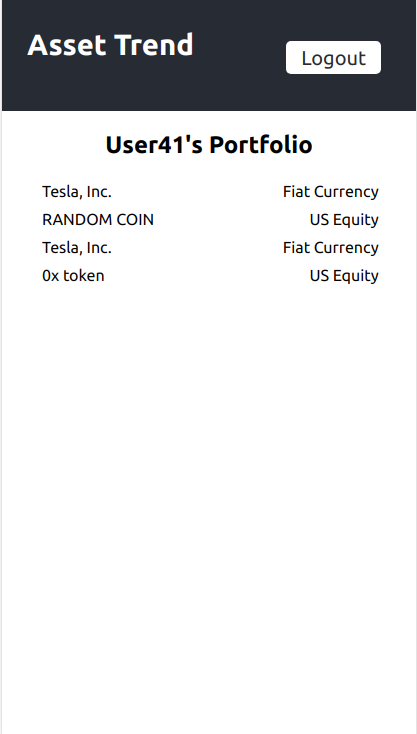 Asset Trend
Logout
User41's Portfolio
Tesla, Inc. Fiat Currency
RANDOM COIN US Equity
Tesla, Inc. Fiat Currency
0x token US Equity